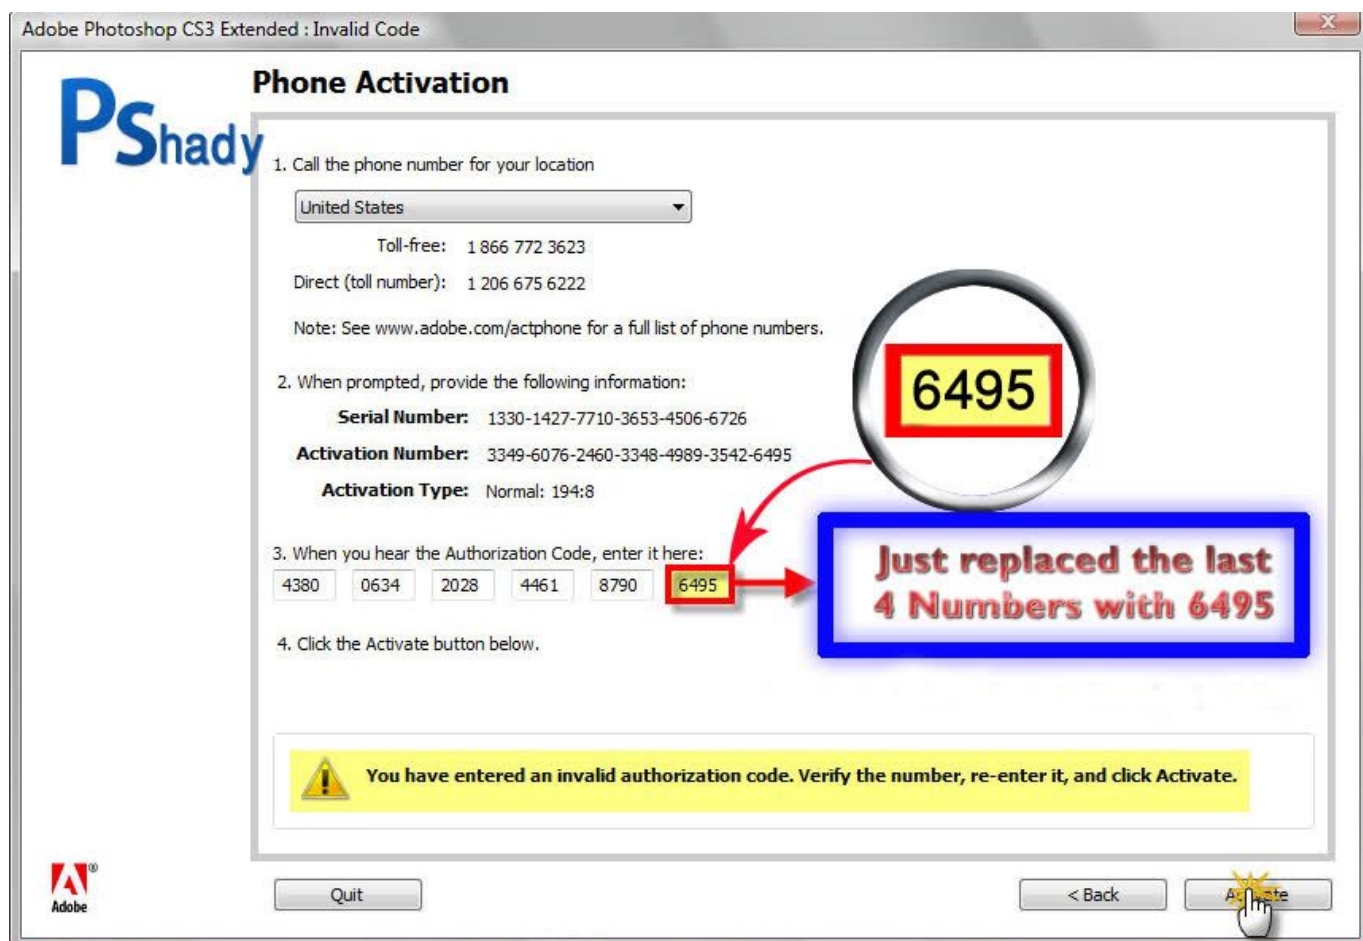 Adobe Photoshop CS3 Extended : Invalid Code
PShady
Phone Activation
1. Call the phone number for your location
United States
Toll-free: 1 866 772 3623
Direct (toll number): 1 206 675 6222
Note: See www.adobe.com/actphone for a full list of phone numbers.
6495
2. When prompted, provide the following information:
Serial Number: 1330-1427-7710-3653-4506-6726
Activation Number: 3349-6076-2460-3348-4989-3542-6495
Activation Type: Normal: 194:8
3. When you hear the Authorization Code, enter it here:
4380 0634 2028 4461 8790 6495
Just replaced the last
4 Numbers with 6495
4. Click the Activate button below.
You have entered an invalid authorization code. Verify the number, re-enter it, and click Activate.
Adobe
Quit
< Back
Activate